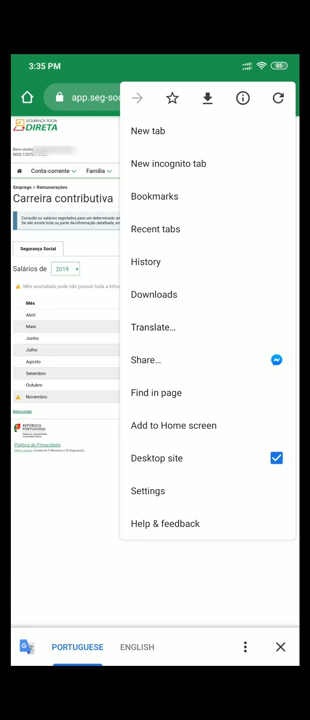 3:35 PM
85
app.seg-soc
SEGURANÇA SOCIAL
DIRETA
New tab
New incognito tab
Bookmarks
Recent tabs
History
Downloads
Translate...
Share...
Find in page
Add to Home screen
Desktop site
Settings
Help & feedback
Conta-corrente
Família
Emprego > Remunerações
Carreira contributiva
Segurança Social
Salários de 2019
Mês
Abril
Maio
Junho
Julho
Agosto
Setembro
Outubro
Novembro
REPÚBLICA
PORTUGUESA
Política de Privacidade
PORTUGUESE
ENGLISH